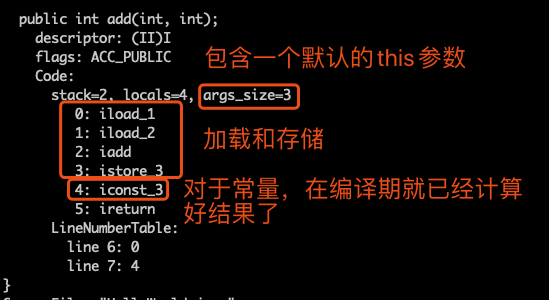 public int add(int, int);
descriptor: (II)I
flags: ACC_PUBLIC
包含一个默认的this参数
Code:
stack=2, locals=4, args_size=3
0: iload_1
1: iload_2
加载和存储
2: iadd
3: istore_3
4: iconst_3
对于常量，在编译期就已经计算
5: ireturn
好结果了
LineNumberTable:
line 6: 0
line 7: 4
}